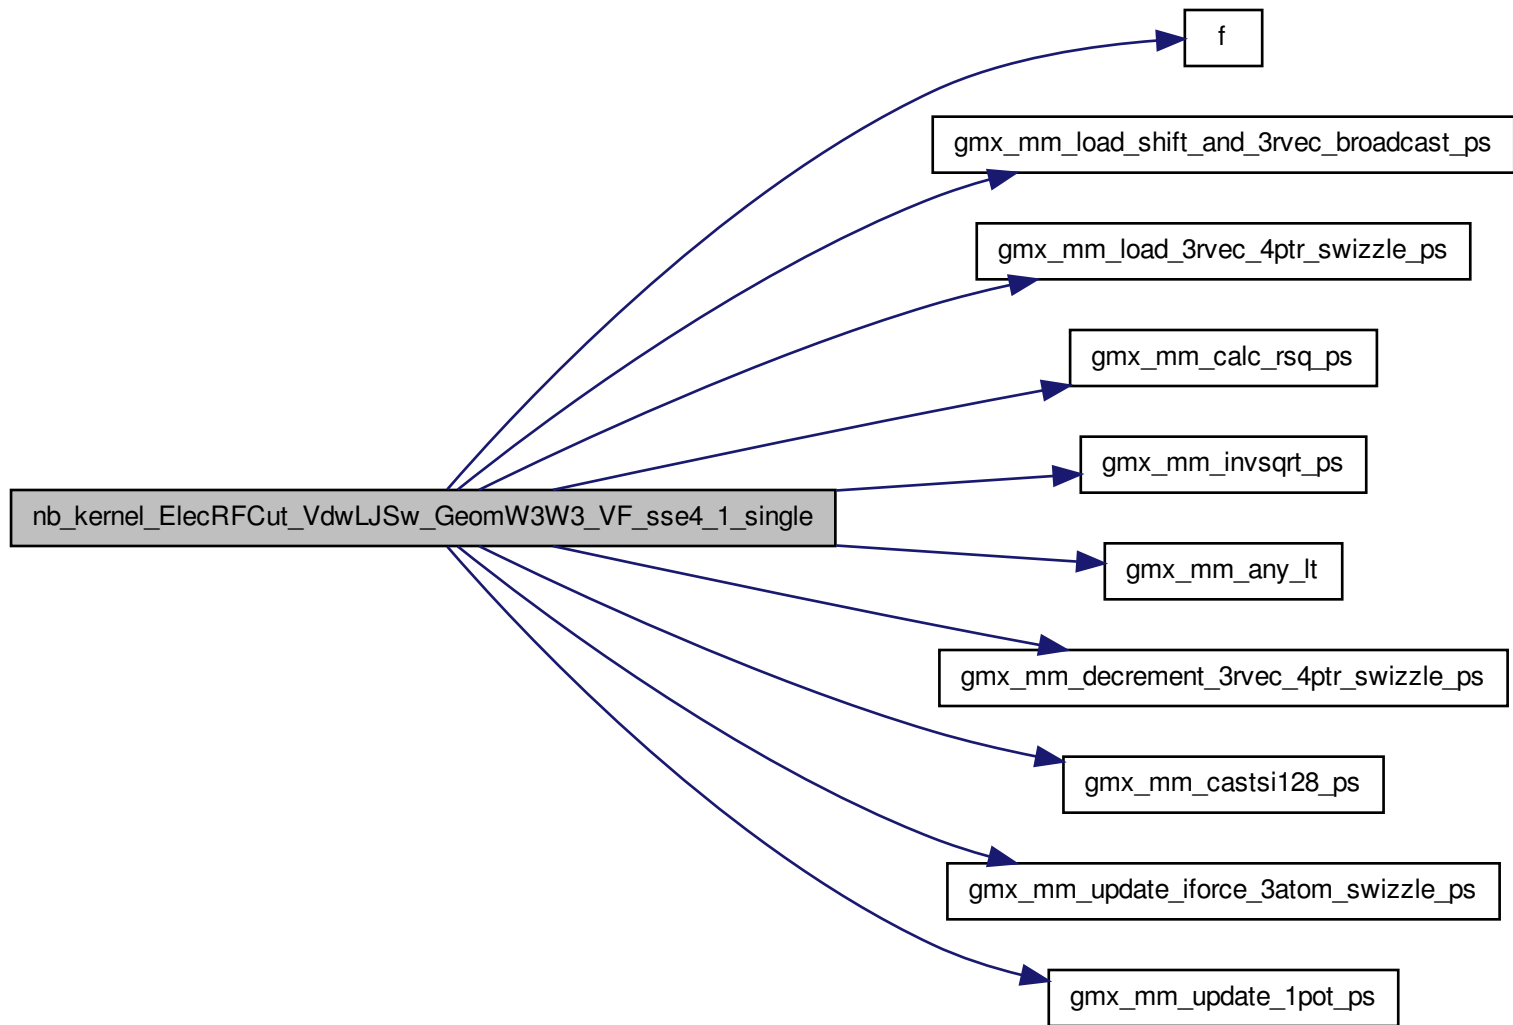 f
gmx_mm_load_shift_and_3rvec_broadcast_ps
gmx_mm_load_3rvec_4ptr_swizzle_ps
gmx_mm_calc_rsq_ps
gmx_mm_invsqrt_ps
nb_kernel_ElecRFCut_VdwLJSw_GeomW3W3_VF_sse4_1_single
gmx_mm_any_lt
gmx_mm_decrement_3rvec_4ptr_swizzle_ps
gmx_mm_castsi128_ps
gmx_mm_update_iforce_3atom_swizzle_ps
gmx_mm_update_1pot_ps